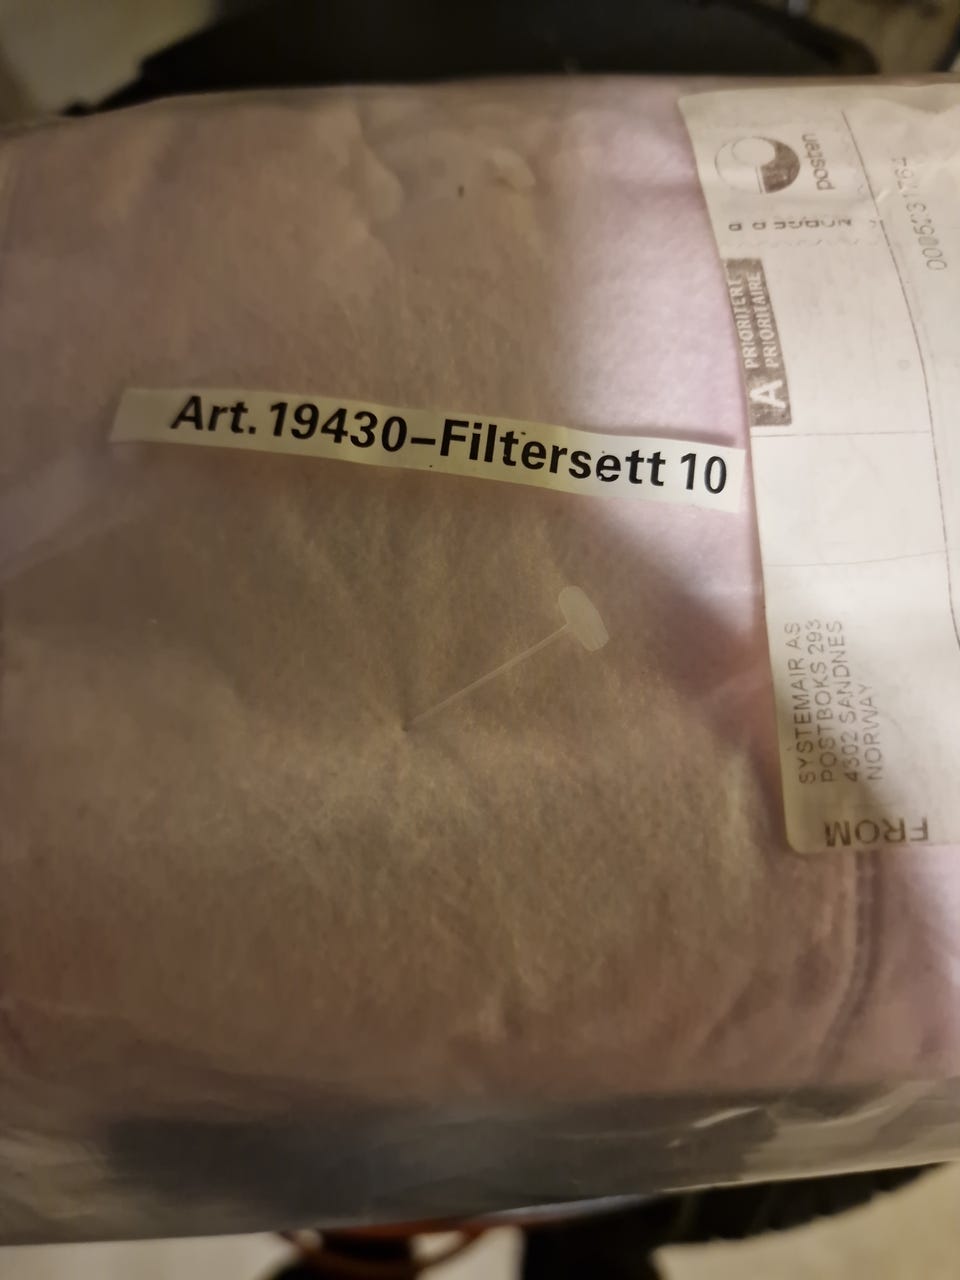 Art. 19430-Filtersett 10
posten
A PRIORITERT
PRIORITAIRE
SYSTEMAIR AS
POSTBOKS 293
4302 SANDNES
NORWAY
FROM